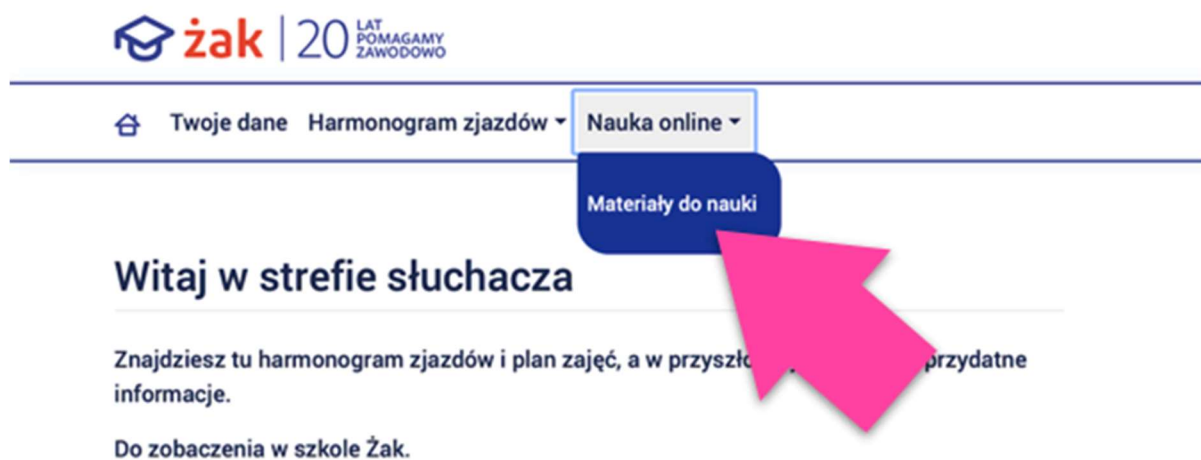 żak | 20 LAT POMAGAMY ZAWODOWO
Twoje dane Harmonogram zjazdów Nauka online
Materiały do nauki
Witaj w strefie słuchacza
Znajdziesz tu harmonogram zjazdów i plan zajęć, a w przydatne
informacje.
Do zobaczenia w szkole Żak.